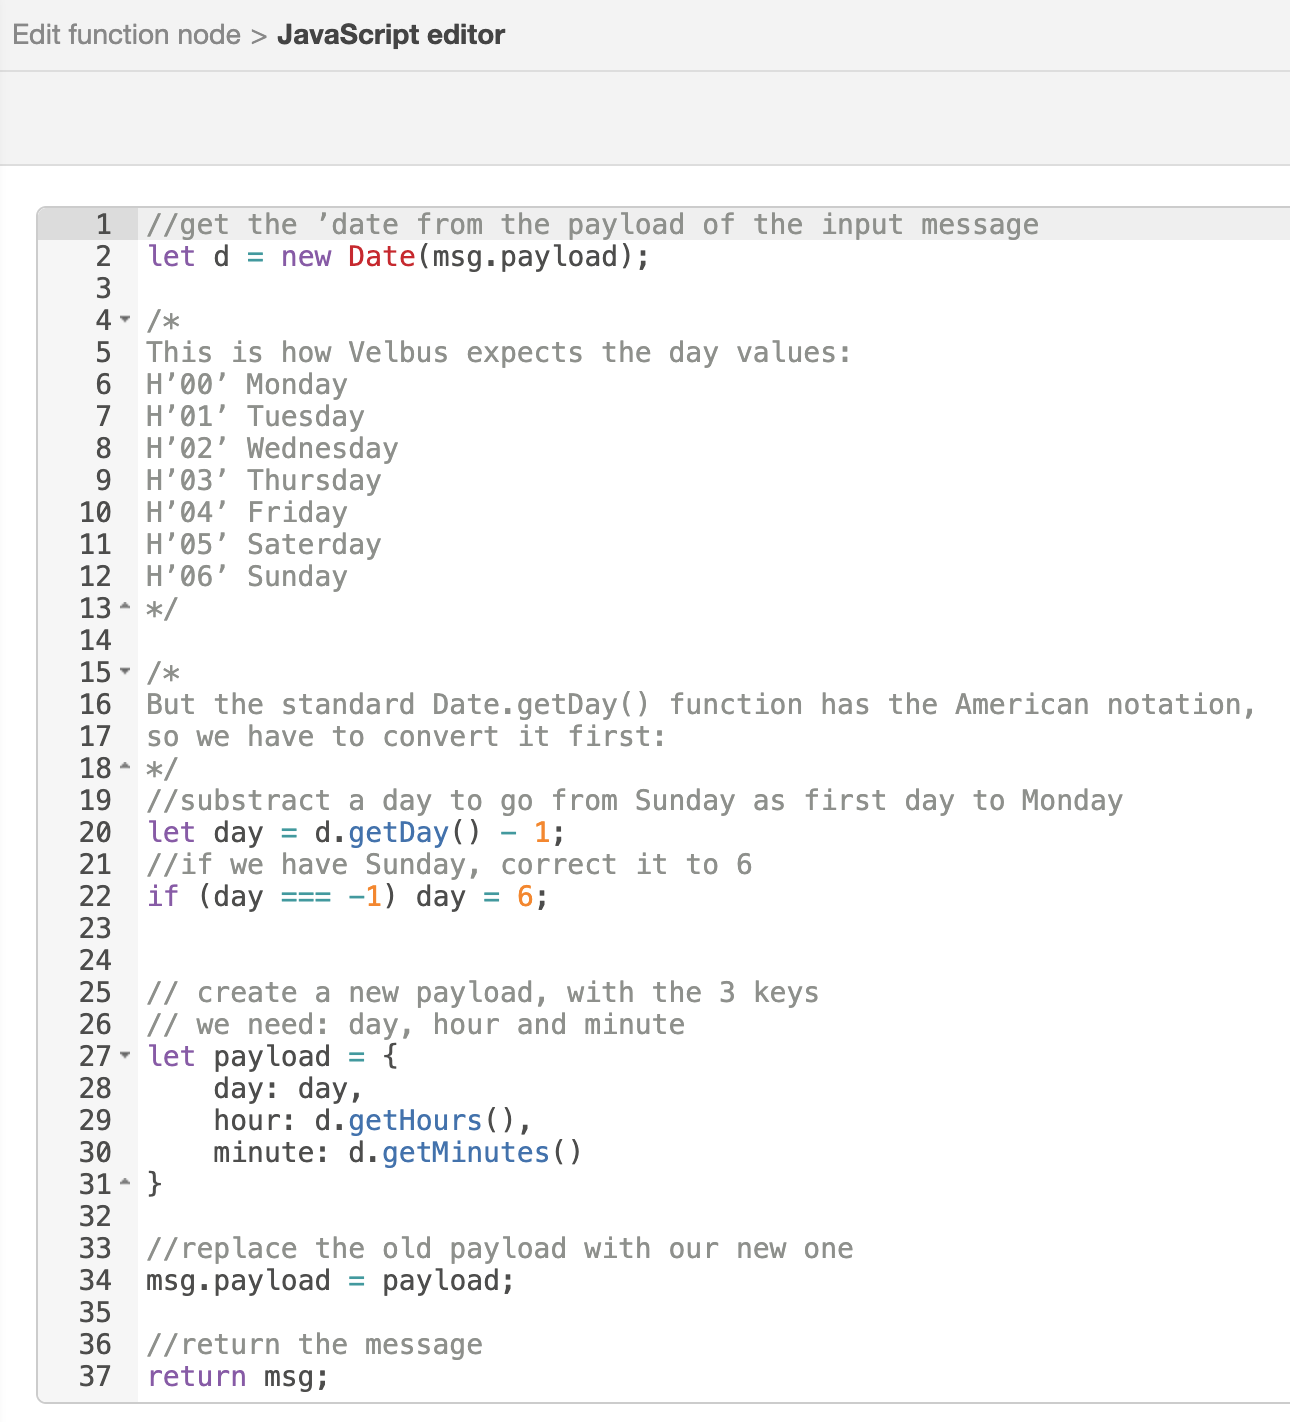 Edit function node > JavaScript editor
1 //get the ’date from the payload of the input message
2 let d = new Date(msg.payload);
3
4 /*
5 This is how Velbus expects the day values:
6 H’00’ Monday
7 H’01’ Tuesday
8 H’02’ Wednesday
9 H’03’ Thursday
10 H’04’ Friday
11 H’05’ Saterday
12 H’06’ Sunday
13 */
14
15 /*
16 But the standard Date.getDay() function has the American notation,
17 so we have to convert it first:
18 */
19 //substract a day to go from Sunday as first day to Monday
20 let day = d.getDay() - 1;
21 //if we have Sunday, correct it to 6
22 if (day === -1) day = 6;
23
24
25 // create a new payload, with the 3 keys
26 // we need: day, hour and minute
27 let payload = {
28     day: day,
29     hour: d.getHours(),
30     minute: d.getMinutes()
31 }
32
33 //replace the old payload with our new one
34 msg.payload = payload;
35
36 //return the message
37 return msg;